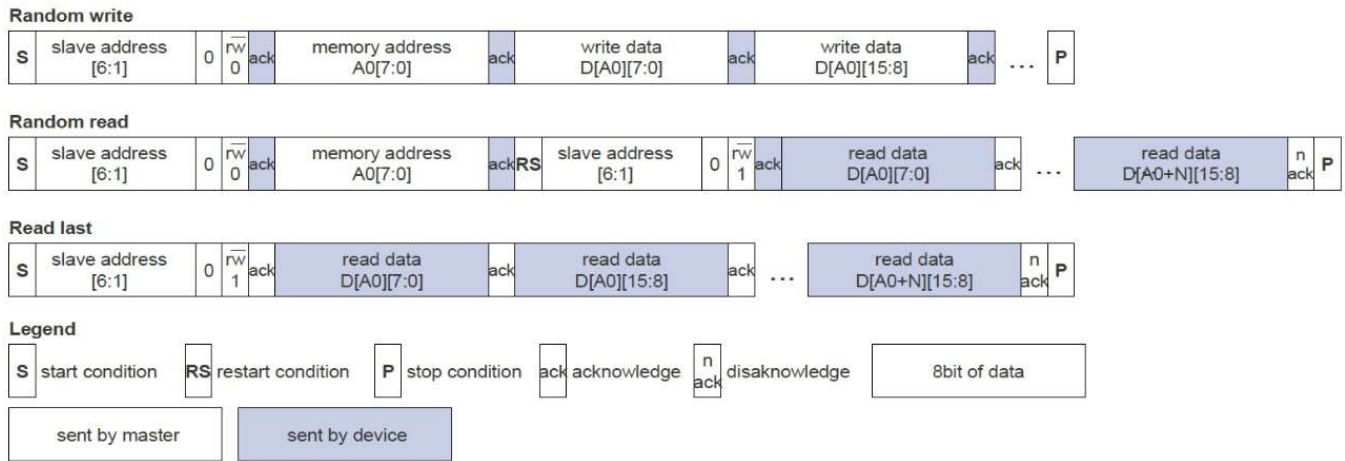 Random write
S slave address [6:1] 0 rw 0 ack memory address A0[7:0] ack write data D[A0][7:0] ack write data D[A0][15:8] ack ... P
Random read
S slave address [6:1] 0 rw 0 ack memory address A0[7:0] ack RS slave address [6:1] 0 rw 1 ack read data D[A0][7:0] ack ... read data D[A0+N][15:8] n ack P
Read last
S slave address [6:1] 0 rw 1 ack read data D[A0][7:0] ack read data D[A0][15:8] ack ... read data D[A0+N][15:8] n ack P
Legend
S start condition RS restart condition P stop condition ack acknowledge n ack disaknowledge 8bit of data
sent by master sent by device